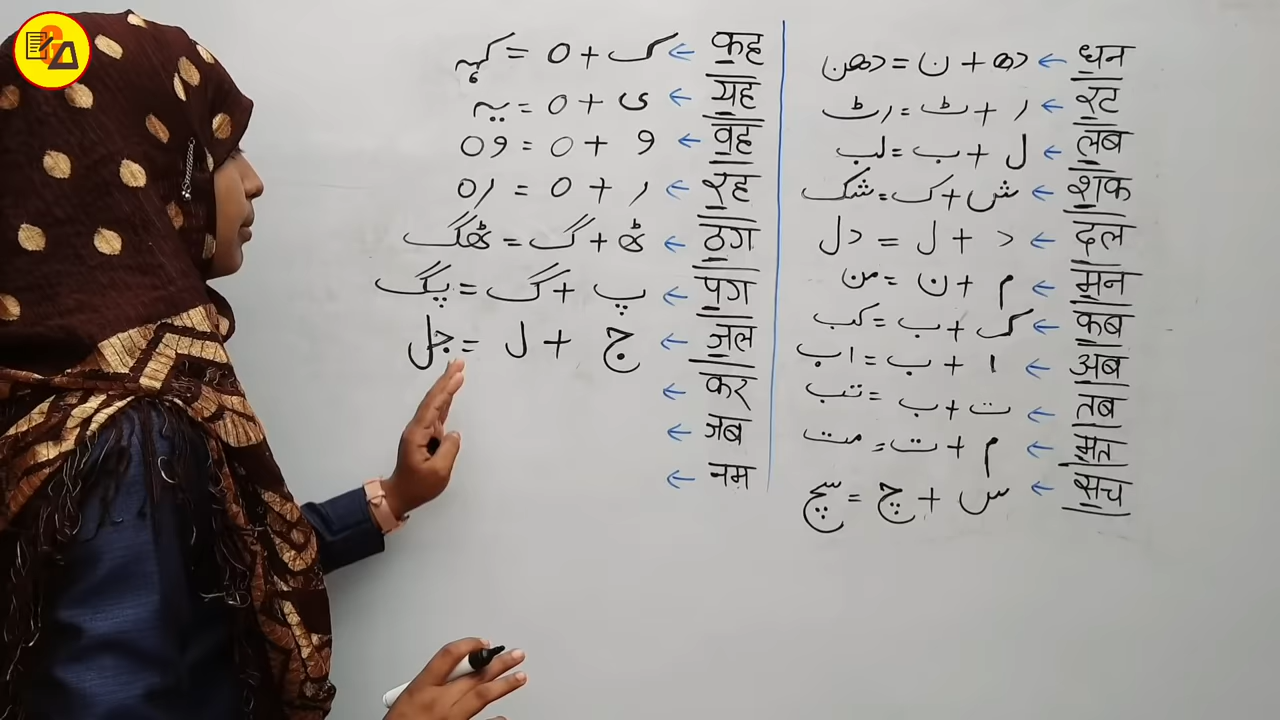 धन ← دھ + ن = دھن
रट ← ر + ٹ = رٹ
लब ← ل + ب = لب
शक ← ش + ک = شک
दल ← د + ل = دل
मन ← م + ن = من
कब ← ک + ب = کب
अब ← ا + ب = اب
तब ← ت + ب = تب
मत ← م + ت = مت
सच ← س + چ = سچ
कह ← ک + ہ = کہہ
यह ← ی + ہ = یہ
वह ← و + ہ = وہ
रह ← ر + ہ = رہ
ठग ← ٹھ + گ = ٹھگ
पग ← پ + گ = پگ
जल ← ج + ل = جل
कर ←
जब ←
नम ←